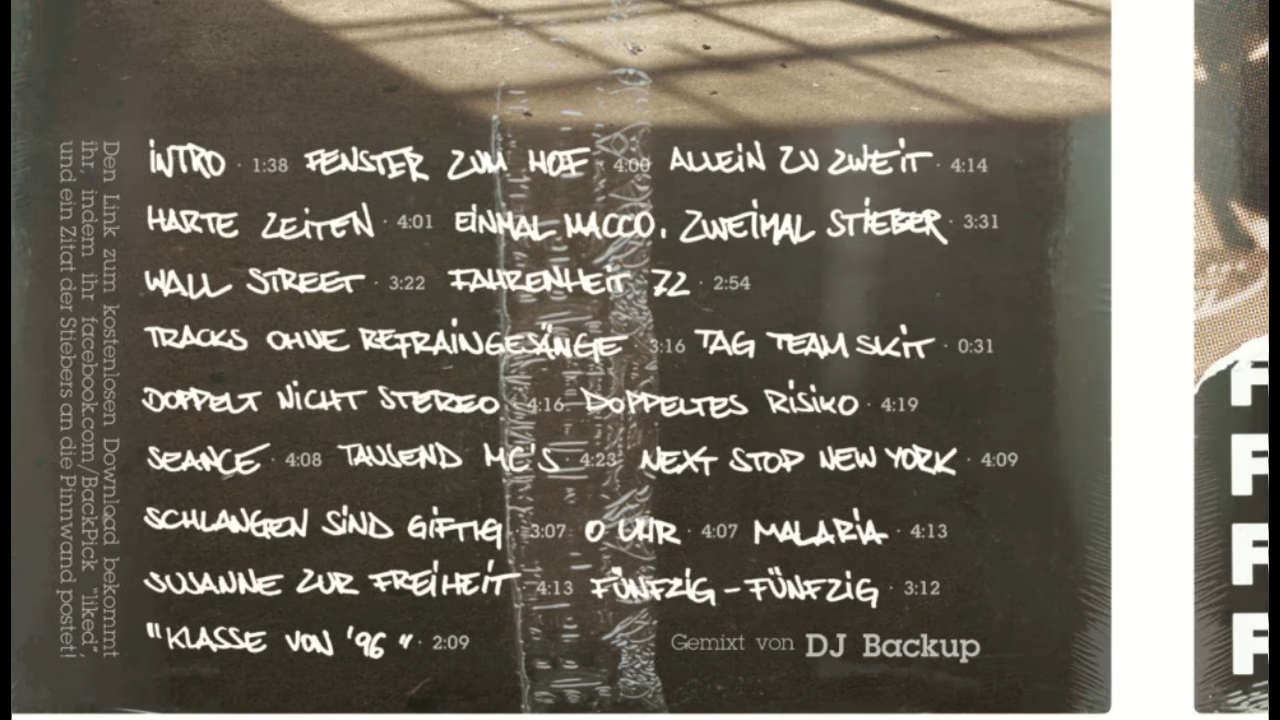 INTRO · 1:38 FENSTER ZUM HOF · 4:00 ALLEIN ZU ZWEIT · 4:14
HARTE ZEITEN · 4:01 EINMAL MACCO, ZWEIMAL STIEBER · 3:31
WALL STREET · 3:22 FAHRENHEIT 72 · 2:54
TRACKS OHNE REFRAINGESÄNGE · 3:16 TAG TEAM SKIT · 0:31
DOPPELT NICHT STEREO · 4:16 DOPPELTES RISIKO · 4:19
SEANCE · 4:08 TAUSEND MC'S · 4:23 NEXT STOP NEW YORK · 4:09
SCHLANGEN SIND GIFTIG · 3:07 0 UHR · 4:07 MALARIA · 4:13
SUSANNE ZUR FREIHEIT · 4:13 FÜNFZIG-FÜNFZIG · 3:12
"KLASSE VON '96" · 2:09
Gemixt von DJ Backup
Den Link zum kostenlosen Download bekommt
ihr, indem ihr facebook.com/BackPick "liked",
und ein Zitat der Stiebers an die Pinnwand postet!